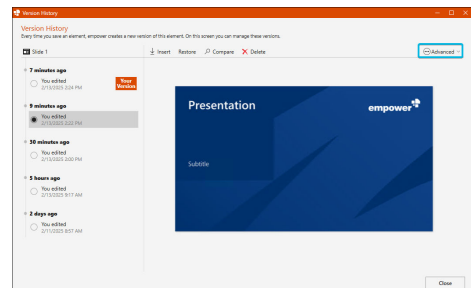 Version History
Version History
Every time you save an element, empower creates a new version of this element. On this screen you can manage these versions.
Slide 1
Insert Restore Compare Delete
Advanced
7 minutes ago
You edited
2/13/2025 2:24 PM
Your
Version
9 minutes ago
You edited
2/13/2025 2:22 PM
30 minutes ago
You edited
2/13/2025 2:00 PM
5 hours ago
You edited
2/13/2025 9:17 AM
2 days ago
You edited
2/11/2025 8:57 AM
Presentation
empower
Subtitle
Close